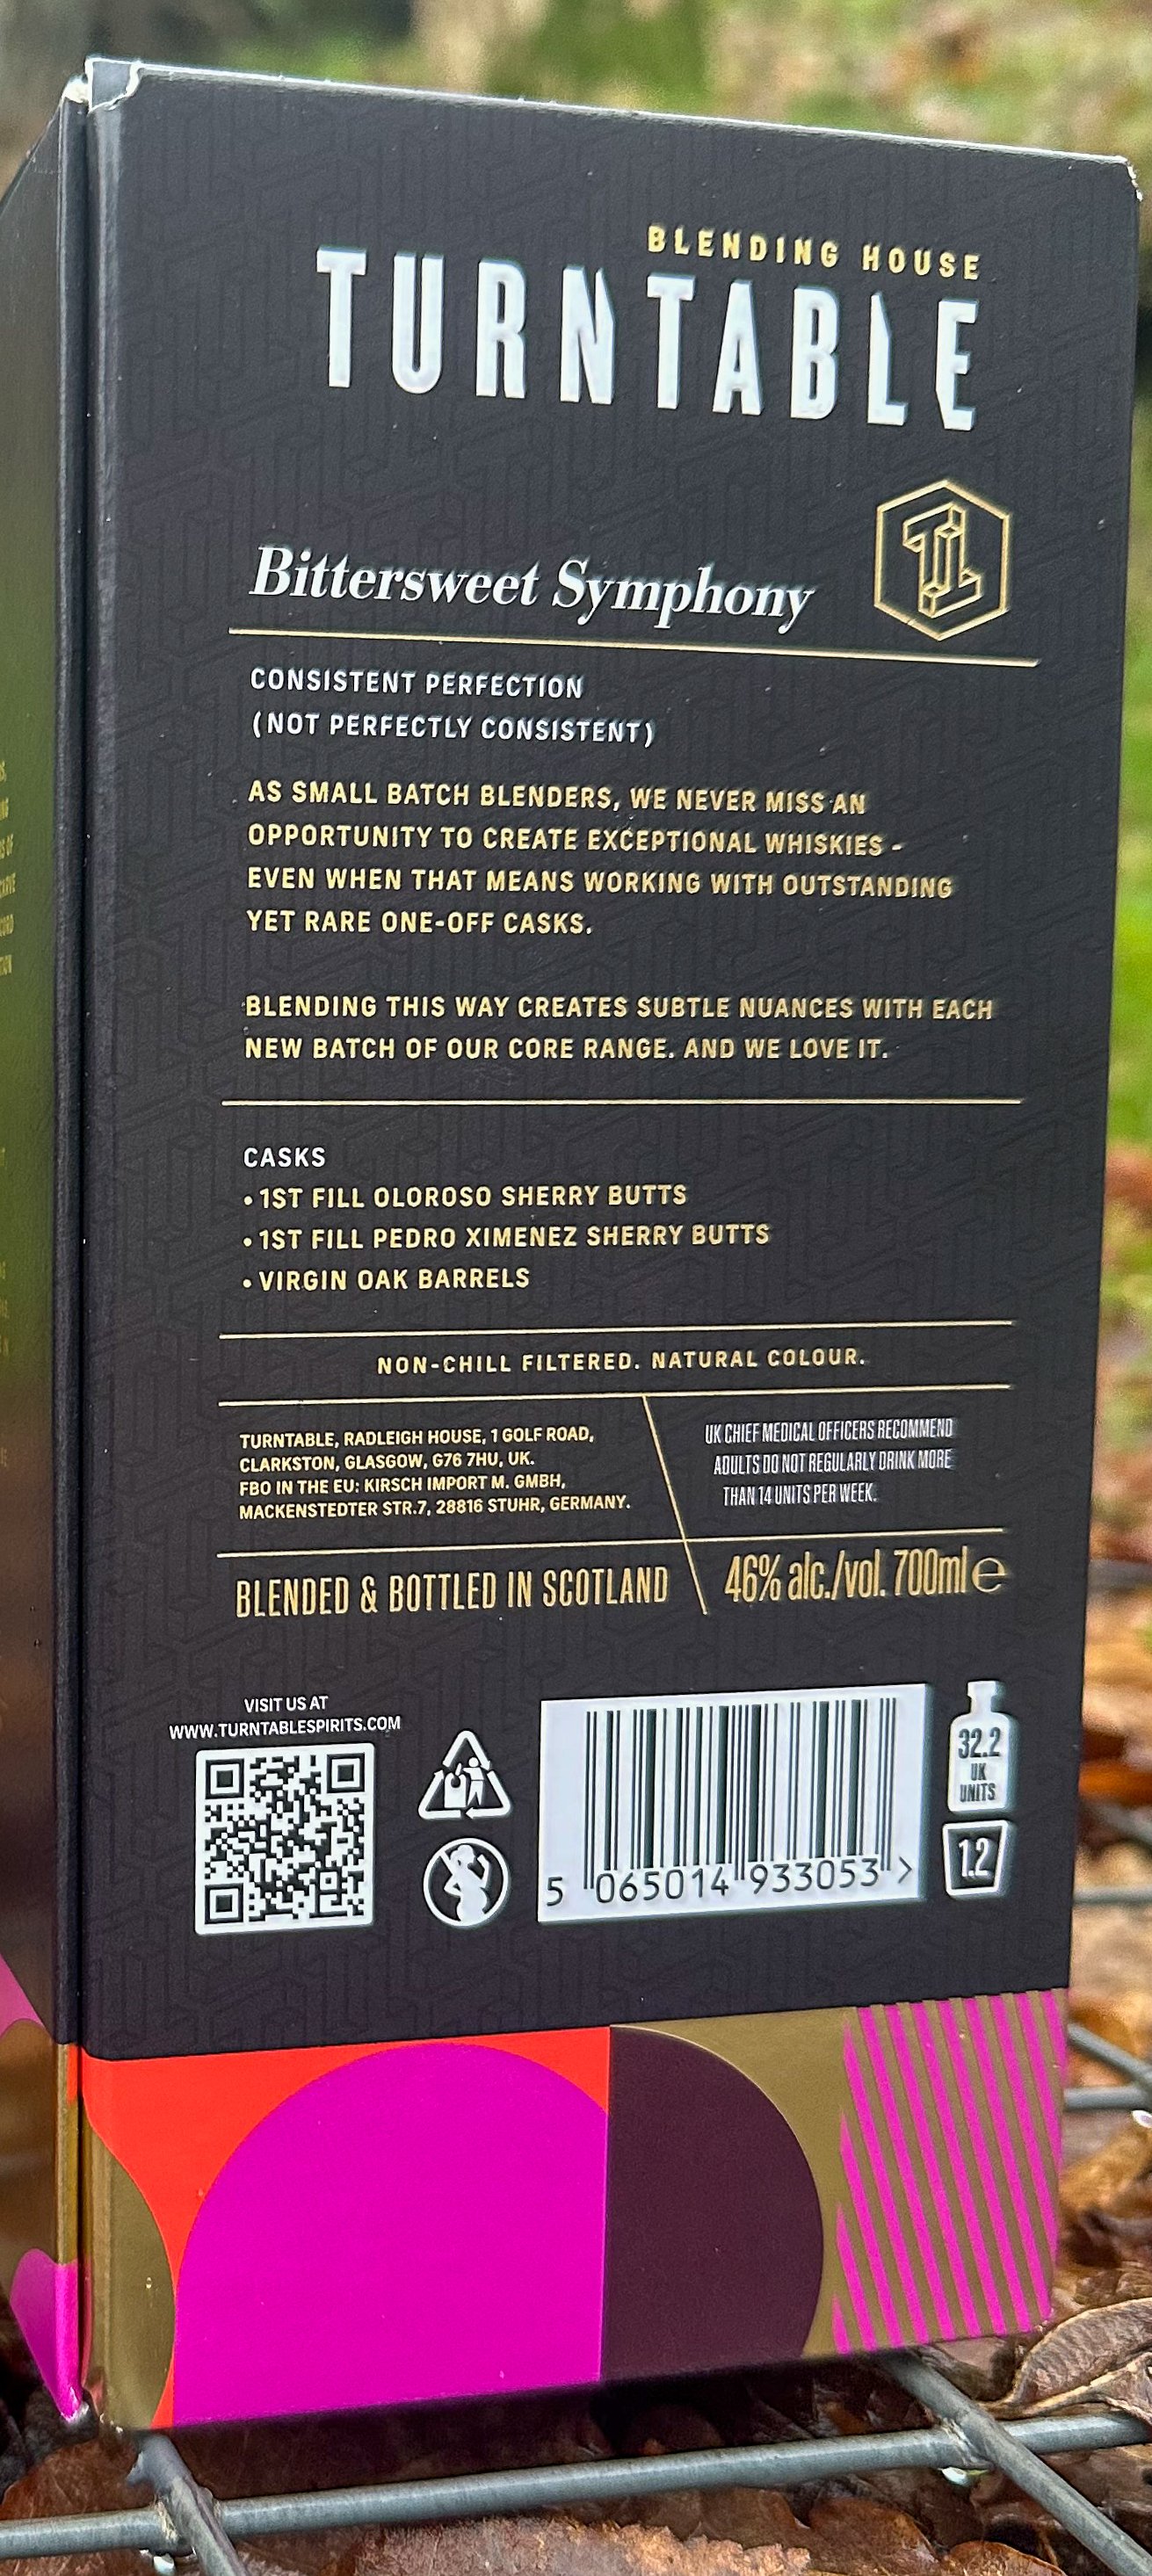 BLENDING HOUSE
TURNTABLE
TL
Bittersweet Symphony
CONSISTENT PERFECTION
(NOT PERFECTLY CONSISTENT)
AS SMALL BATCH BLENDERS, WE NEVER MISS AN
OPPORTUNITY TO CREATE EXCEPTIONAL WHISKIES -
EVEN WHEN THAT MEANS WORKING WITH OUTSTANDING
YET RARE ONE-OFF CASKS.
BLENDING THIS WAY CREATES SUBTLE NUANCES WITH EACH
NEW BATCH OF OUR CORE RANGE. AND WE LOVE IT.
CASKS
• 1ST FILL OLOROSO SHERRY BUTTS
• 1ST FILL PEDRO XIMENEZ SHERRY BUTTS
• VIRGIN OAK BARRELS
NON-CHILL FILTERED. NATURAL COLOUR.
TURNTABLE, RADLEIGH HOUSE, 1 GOLF ROAD,
CLARKSTON, GLASGOW, G76 7HU, UK.
FBO IN THE EU: KIRSCH IMPORT M. GMBH,
MACKENSTEDTER STR.7, 28816 STUHR, GERMANY.
UK CHIEF MEDICAL OFFICERS RECOMMEND
ADULTS DO NOT REGULARLY DRINK MORE
THAN 14 UNITS PER WEEK.
BLENDED & BOTTLED IN SCOTLAND
46% alc./vol. 700ml e
VISIT US AT
WWW.TURNTABLESPIRITS.COM
5 065014 933053 >
32.2
UK
UNITS
1.2